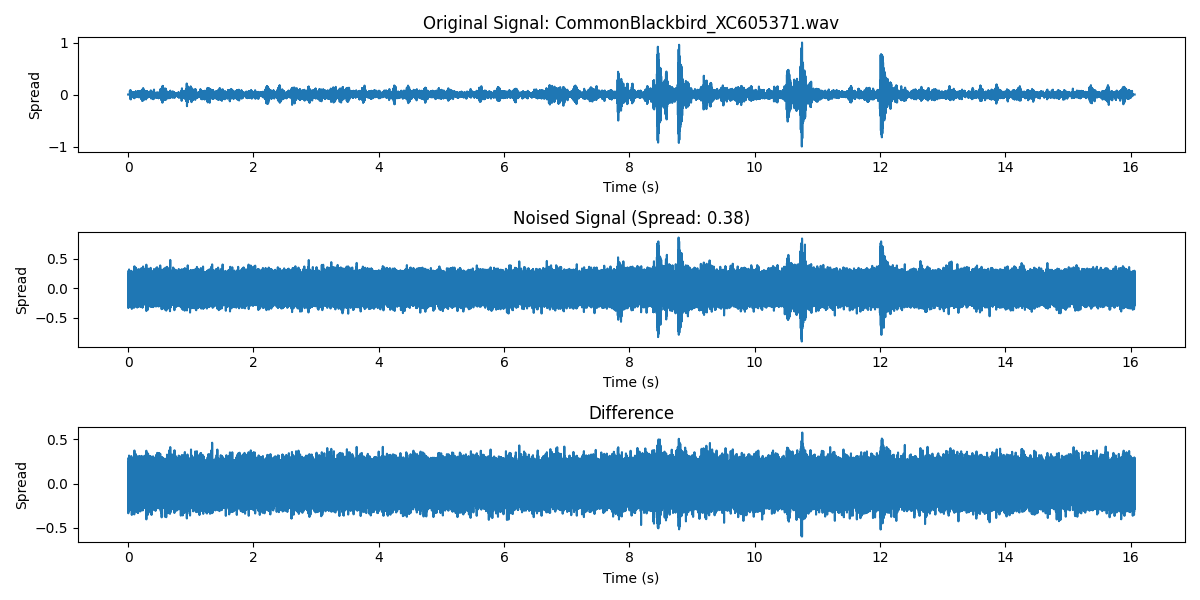 Original Signal: CommonBlackbird_XC605371.wav
1
0
−1
Spread
0 2 4 6 8 10 12 14 16
Time (s)
Noised Signal (Spread: 0.38)
0.5
0.0
−0.5
Spread
0 2 4 6 8 10 12 14 16
Time (s)
Difference
0.5
0.0
−0.5
Spread
0 2 4 6 8 10 12 14 16
Time (s)